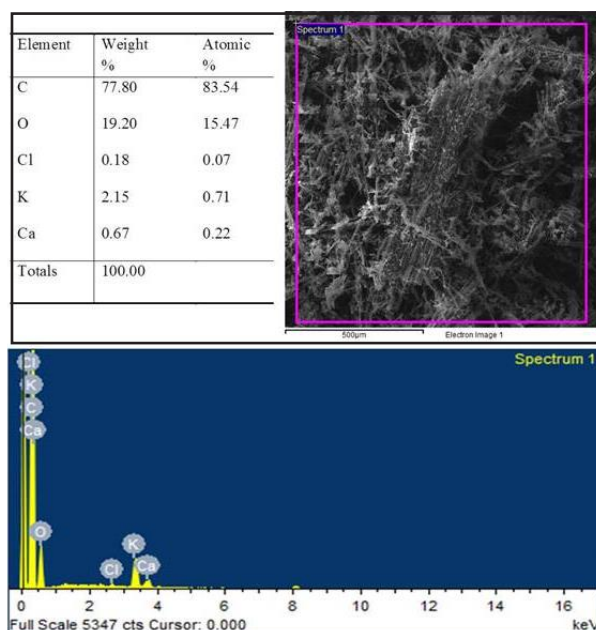 Element Weight % Atomic %
C 77.80 83.54
O 19.20 15.47
Cl 0.18 0.07
K 2.15 0.71
Ca 0.67 0.22
Totals 100.00
Spectrum 1
500µm Electron Image 1
Spectrum 1
Cl
K
C
Ca
O
Cl
K
Ca
0 2 4 6 8 10 12 14 16
Full Scale 5347 cts Cursor: 0.000 keV